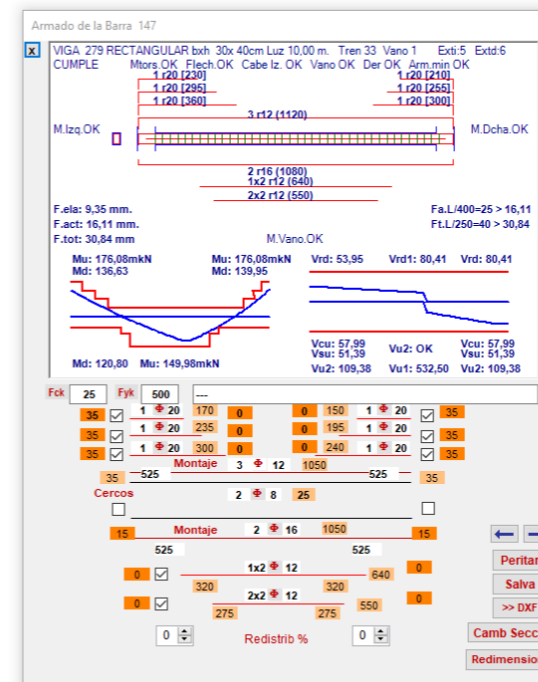 Armado de la Barra 147
x
VIGA 279 RECTANGULAR bxh 30x 40cm Luz 10,00 m. Tren 33 Vano 1 Exti:5 Extd:6
CUMPLE Mtors.OK Flech.OK Cabe Iz. OK Vano OK Der OK Arm.min OK
1 r20 [230] 1 r20 [210]
1 r20 [295] 1 r20 [255]
1 r20 [360] 1 r20 [300]
3 r12 (1120)
M.Izq.OK M.Dcha.OK
2 r16 (1080)
1x2 r12 (640)
2x2 r12 (550)
F.ela: 9,35 mm. Fa.L/400=25 > 16,11
F.act: 16,11 mm. Ft.L/250=40 > 30,84
F.tot: 30,84 mm M.Vano.OK
Mu: 176,08mkN Mu: 176,08mkN Vrd: 53,95 Vrd1: 80,41 Vrd: 80,41
Md: 136,63 Md: 139,95
Vcu: 57,99 Vcu: 57,99
Vsu: 51,39 Vu2: OK Vsu: 51,39
Md: 120,80 Mu: 149,98mkN Vu2: 109,38 Vu1: 532,50 Vu2: 109,38
Fck 25 Fyk 500 ---
35 1 Φ 20 170 0 0 150 1 Φ 20 35
35 1 Φ 20 235 0 0 195 1 Φ 20 35
35 1 Φ 20 300 0 0 240 1 Φ 20 35
Montaje 3 Φ 12 1050
35 525 525 35
Cercos 2 Φ 8 25
15 Montaje 2 Φ 16 1050 15
525 525
0 1x2 Φ 12 640 0
320 320
0 2x2 Φ 12 550 0
275 275
0 Redistrib % 0
Peritar
Salva
>> DXF
Camb Secc
Redimension